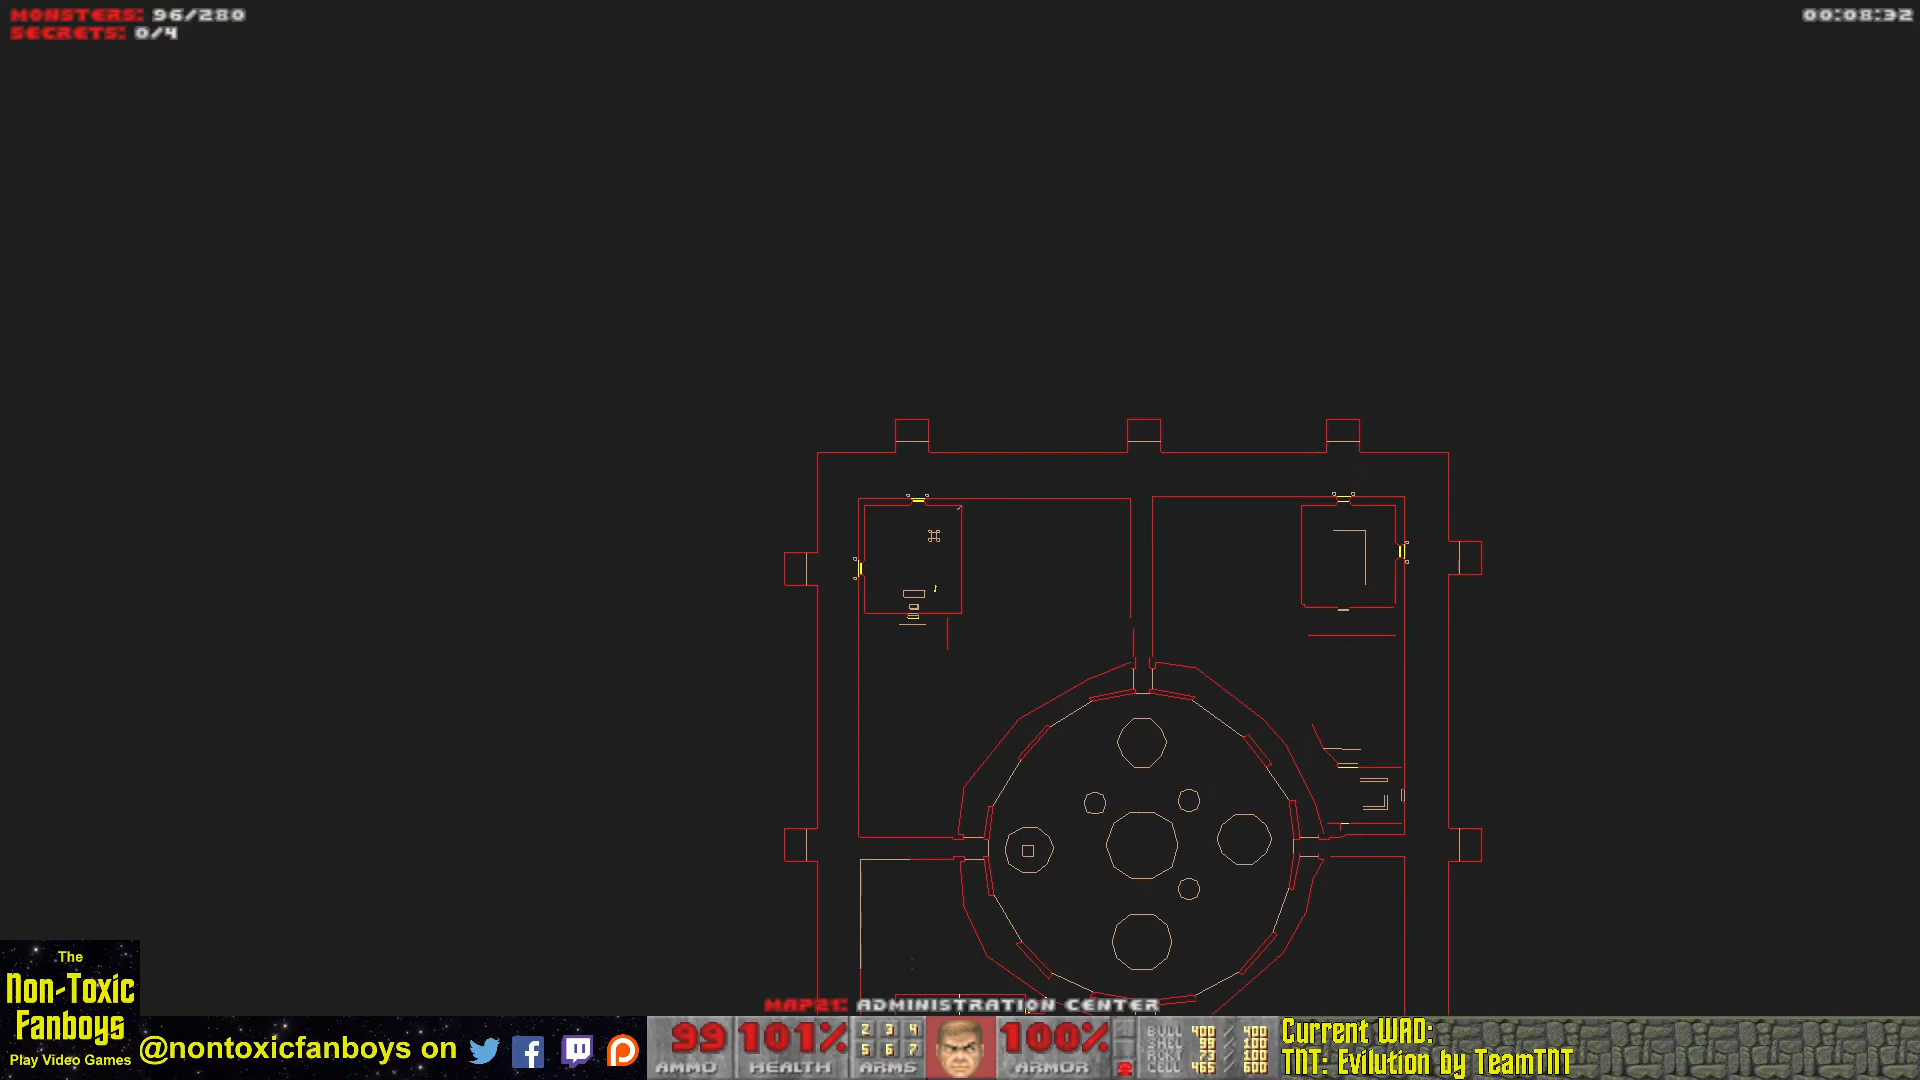 MONSTERS: 96/280
SECRETS: 0/4
00:08:32
MAP21: ADMINISTRATION CENTER
The
Non-Toxic
Fanboys
Play Video Games
@nontoxicfanboys on
99
AMMO
101%
HEALTH
2 3 4
5 6 7
ARMS
100%
ARMOR
BULL 400 / 400
SHEL 99 / 100
RCKT 73 / 100
CELL 465 / 600
Current WAD:
TNT: Evilution by TeamTNT